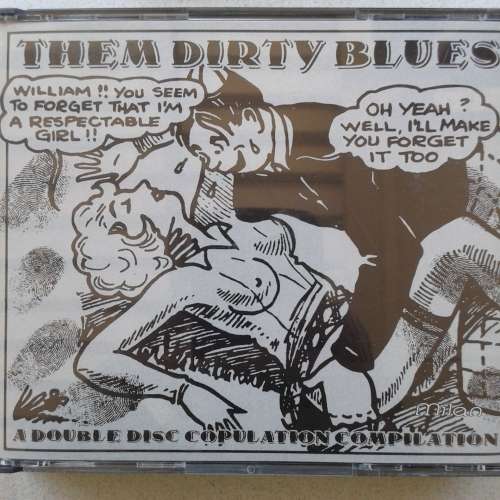 THEM DIRTY BLUES
WILLIAM!! YOU SEEM
TO FORGET THAT I'M
A RESPECTABLE
GIRL!!
OH YEAH?
WELL, I'LL MAKE
YOU FORGET
IT TOO
milan
A DOUBLE DISC COPULATION COMPILATION